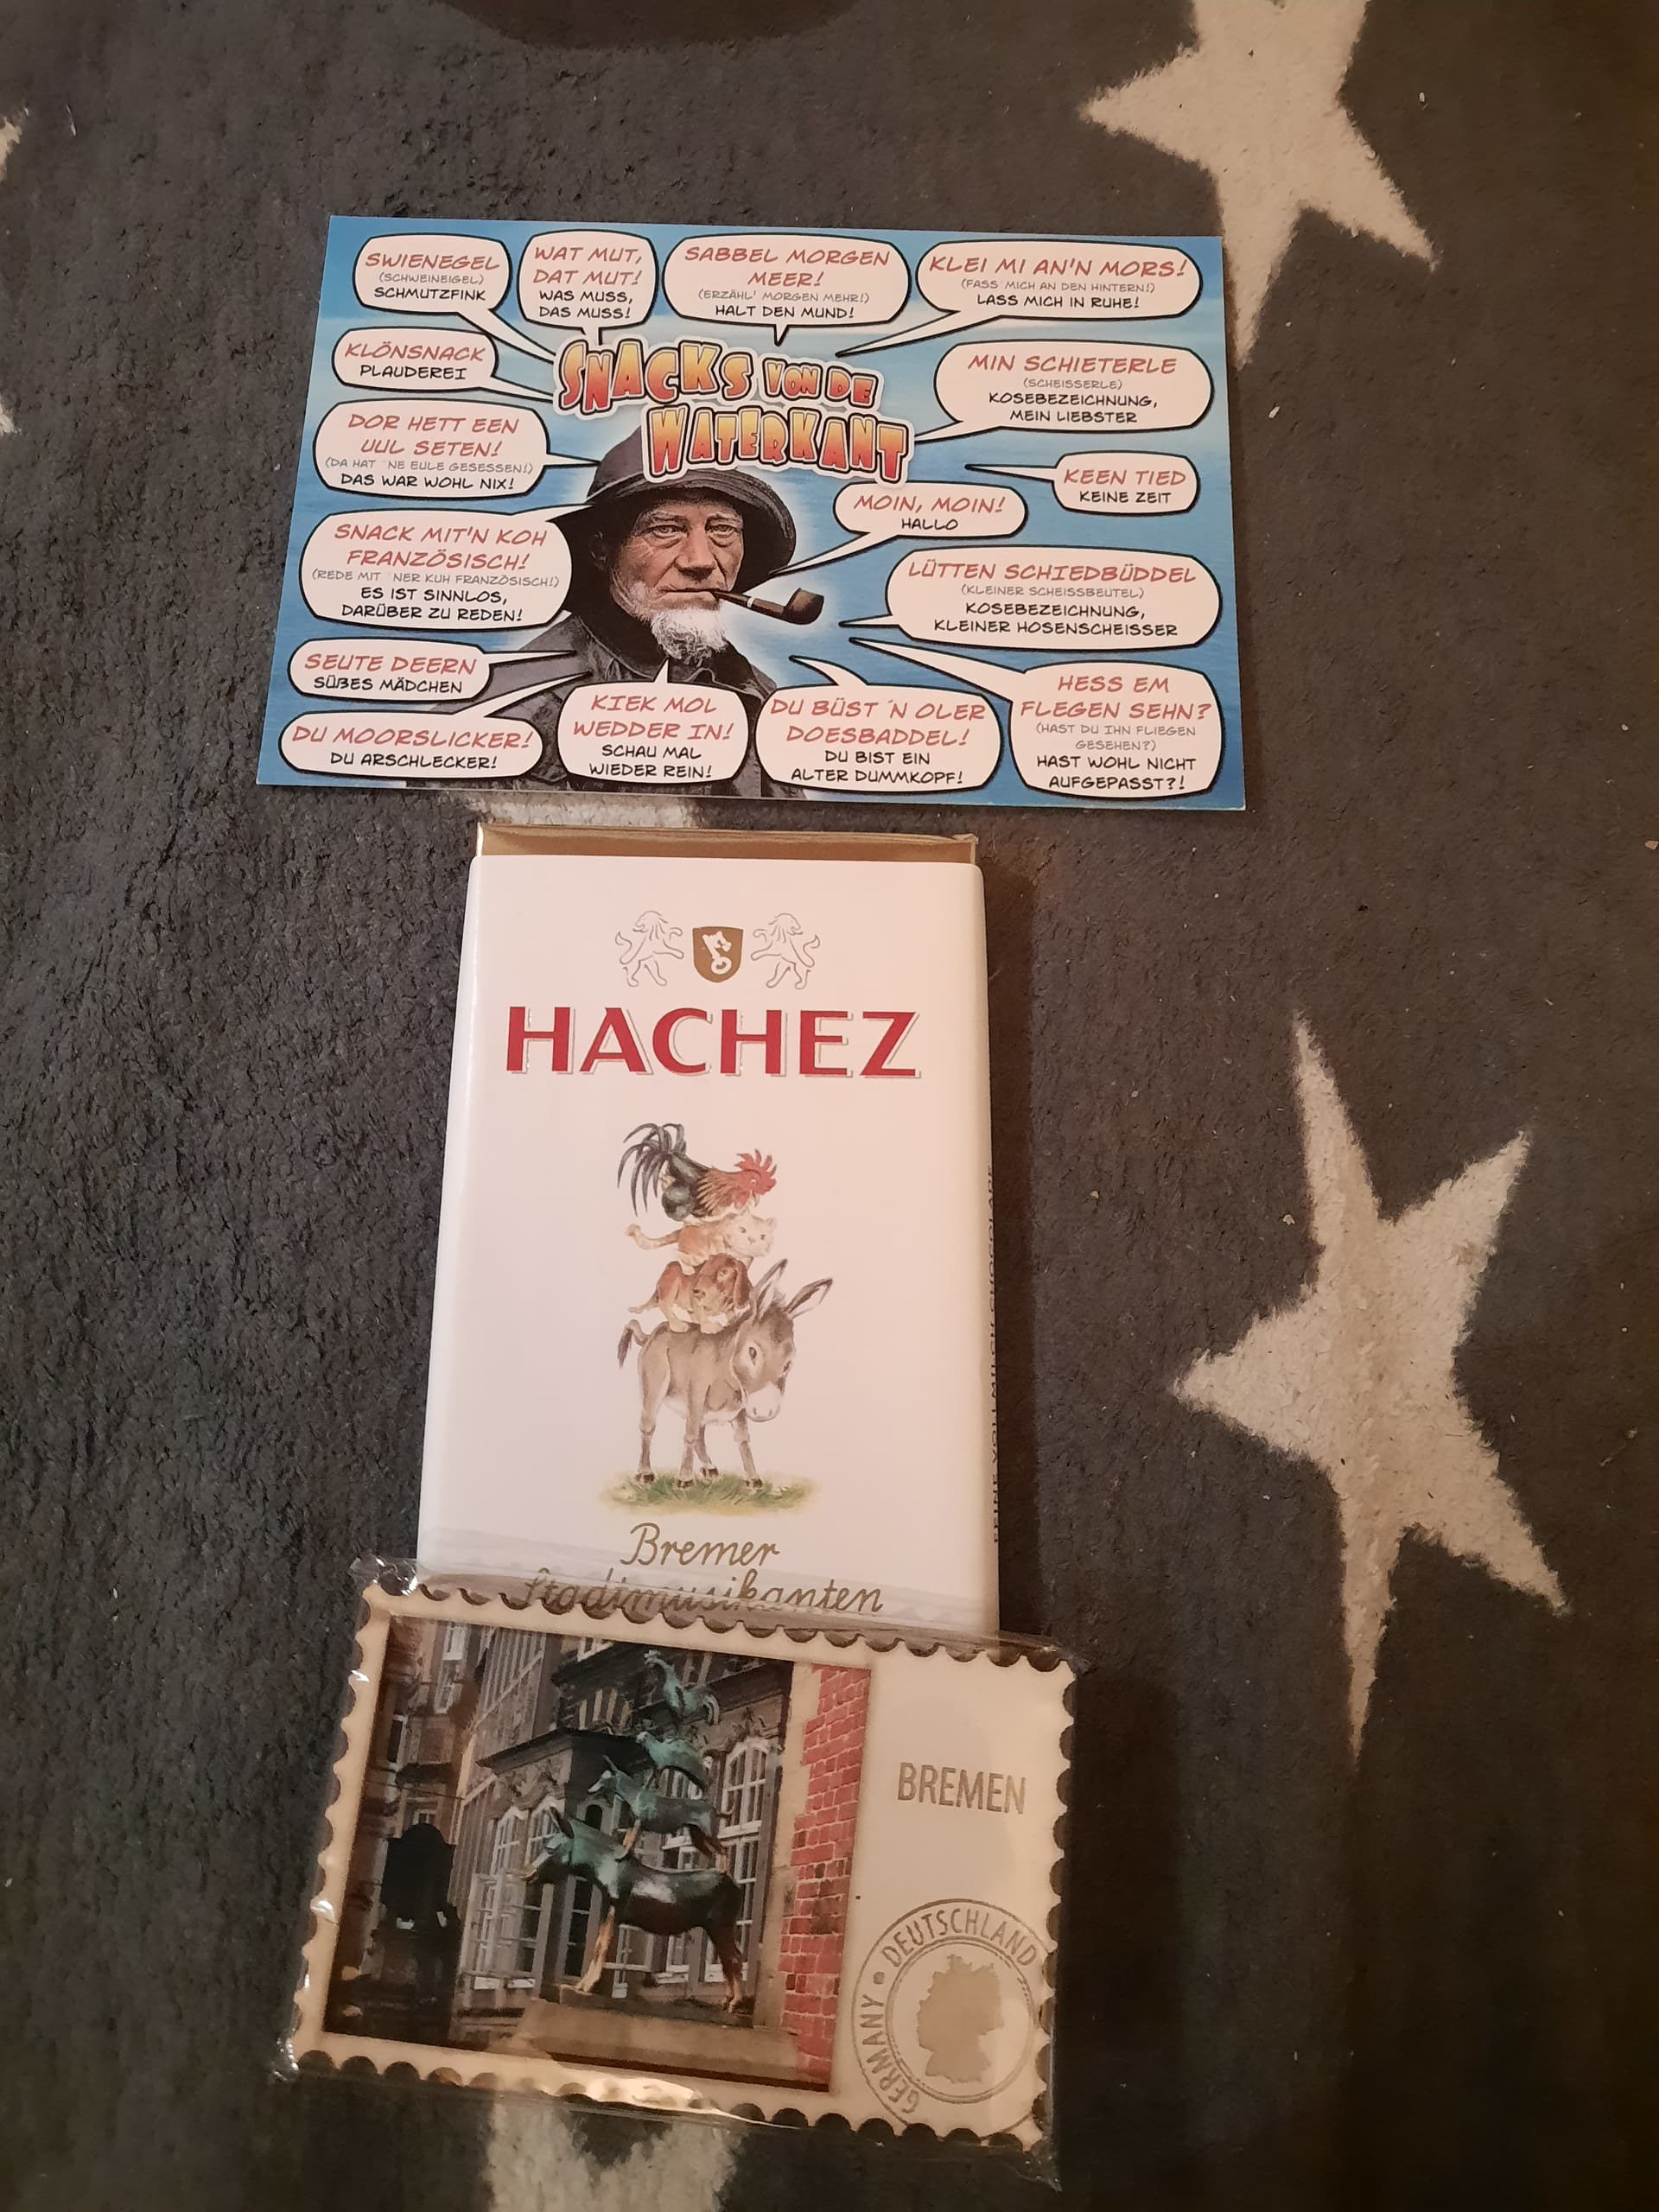 SWIENEGEL
(SCHWEINEIGEL)
SCHMUTZFINK
WAT MUT,
DAT MUT!
WAS MUSS,
DAS MUSS!
SABBEL MORGEN
MEER!
(ERZÄHL' MORGEN MEHR!)
HALT DEN MUND!
KLEI MI AN'N MORS!
(FASS MICH AN DEN HINTERN!)
LASS MICH IN RUHE!
KLÖNSNACK
PLAUDEREI
SNACKS VON DE
WATERKANT
MIN SCHIETERLE
(SCHEISSERLE)
KOSEBEZEICHNUNG,
MEIN LIEBSTER
DOR HETT EEN
UUL SETEN!
(DA HAT ´NE EULE GESESSEN!)
DAS WAR WOHL NIX!
KEEN TIED
KEINE ZEIT
MOIN, MOIN!
HALLO
SNACK MIT'N KOH
FRANZÖSISCH!
(REDE MIT ´NER KUH FRANZÖSISCH!)
ES IST SINNLOS,
DARÜBER ZU REDEN!
LÜTTEN SCHIEDBÜDDEL
(KLEINER SCHEISSBEUTEL)
KOSEBEZEICHNUNG,
KLEINER HOSENSCHEISSER
SEUTE DEERN
SÜßES MÄDCHEN
DU MOORSLICKER!
DU ARSCHLECKER!
KIEK MOL
WEDDER IN!
SCHAU MAL
WIEDER REIN!
DU BÜST ´N OLER
DOESBADDEL!
DU BIST EIN
ALTER DUMMKOPF!
HESS EM
FLEGEN SEHN?
(HAST DU IHN FLIEGEN
GESEHEN?)
HAST WOHL NICHT
AUFGEPASST?!
HACHEZ
Bremer
Stadtmusikanten
FEINE VOLLMILCH-CHOCOLADE
BREMEN
DEUTSCHLAND
GERMANY